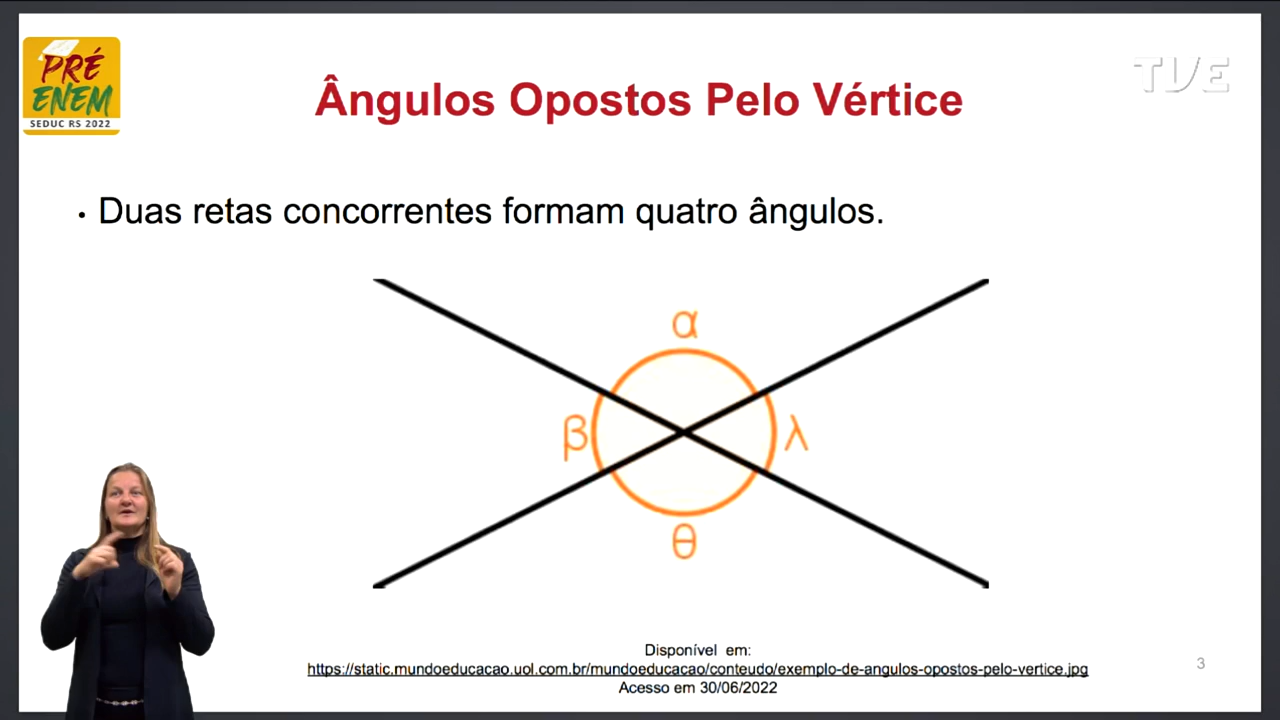 PRÉ
ENEM
SEDUC RS 2022
TVE
Ângulos Opostos Pelo Vértice
• Duas retas concorrentes formam quatro ângulos.
α
β
λ
θ
Disponível em:
https://static.mundoeducacao.uol.com.br/mundoeducacao/conteudo/exemplo-de-angulos-opostos-pelo-vertice.jpg
Acesso em 30/06/2022
3